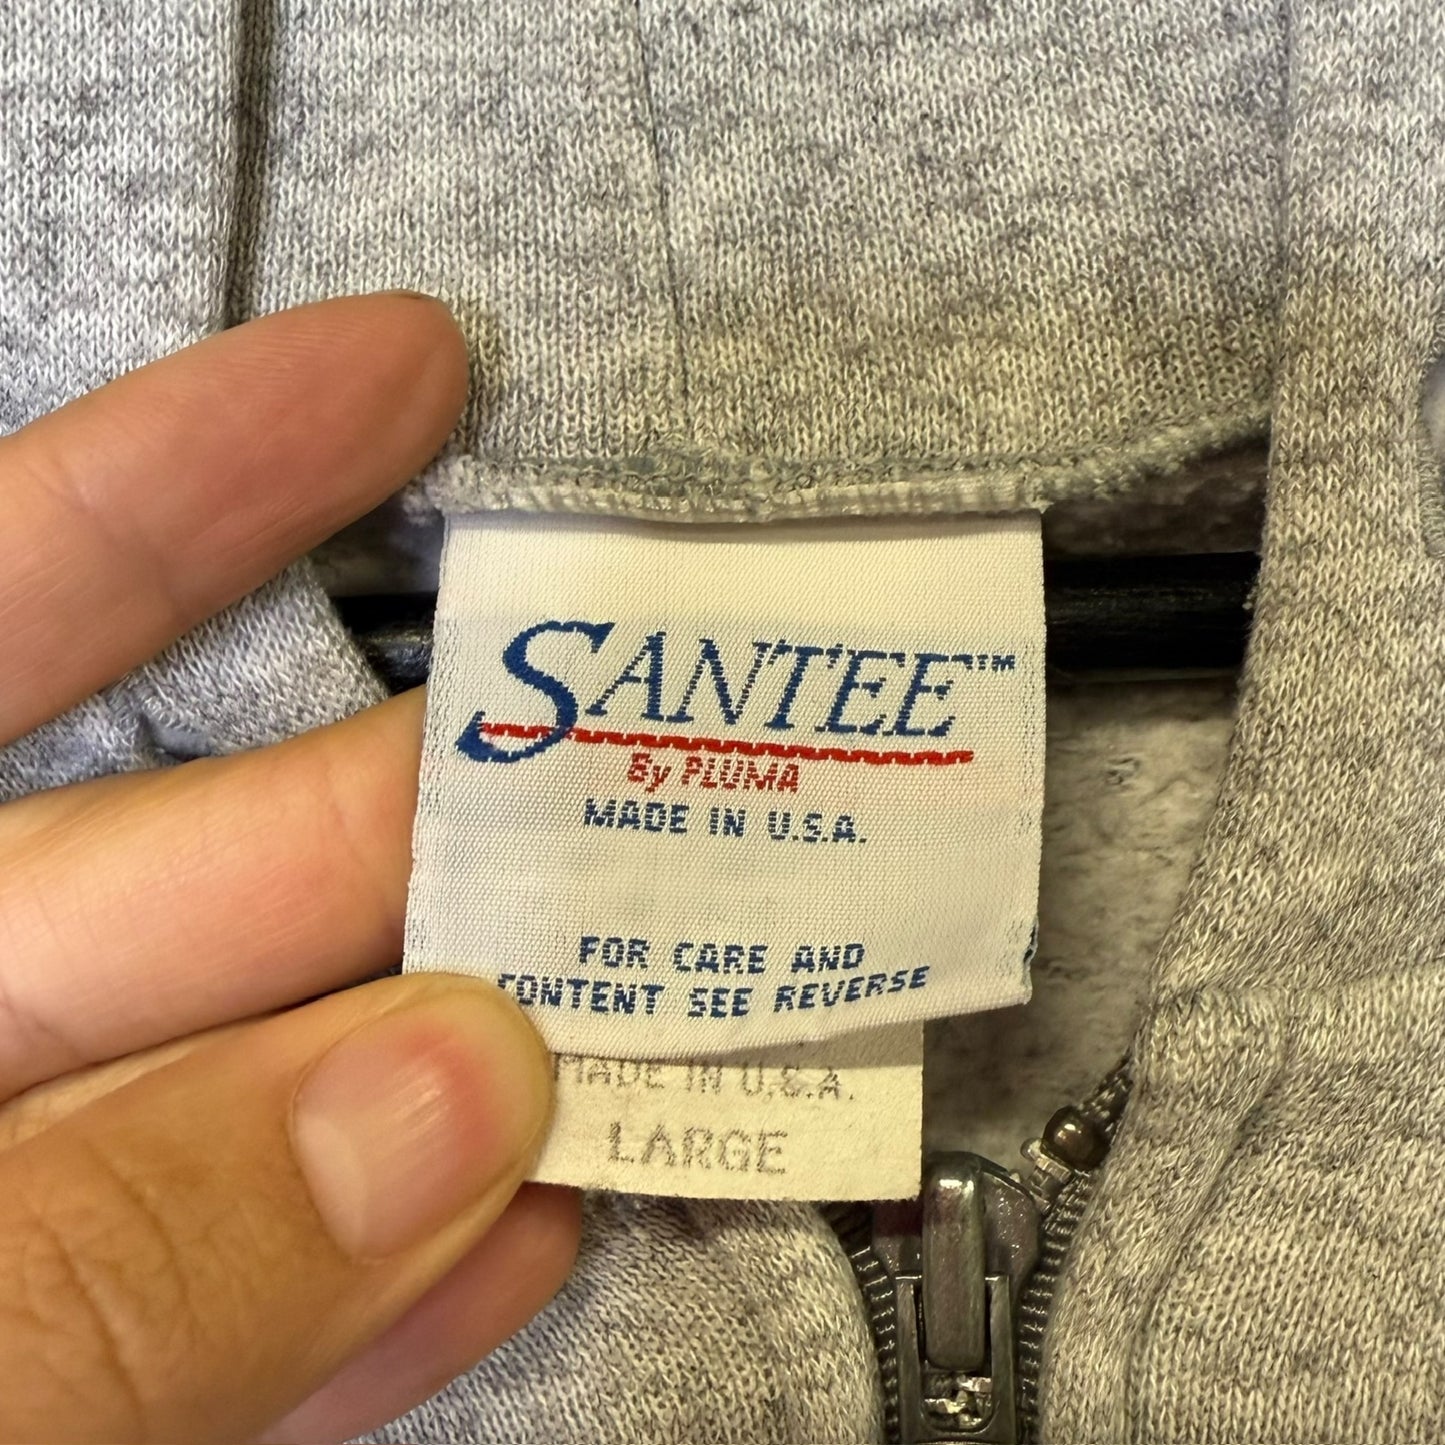 SANTEE™
By PLUMA
MADE IN U.S.A.
FOR CARE AND
CONTENT SEE REVERSE
MADE IN U.S.A.
LARGE